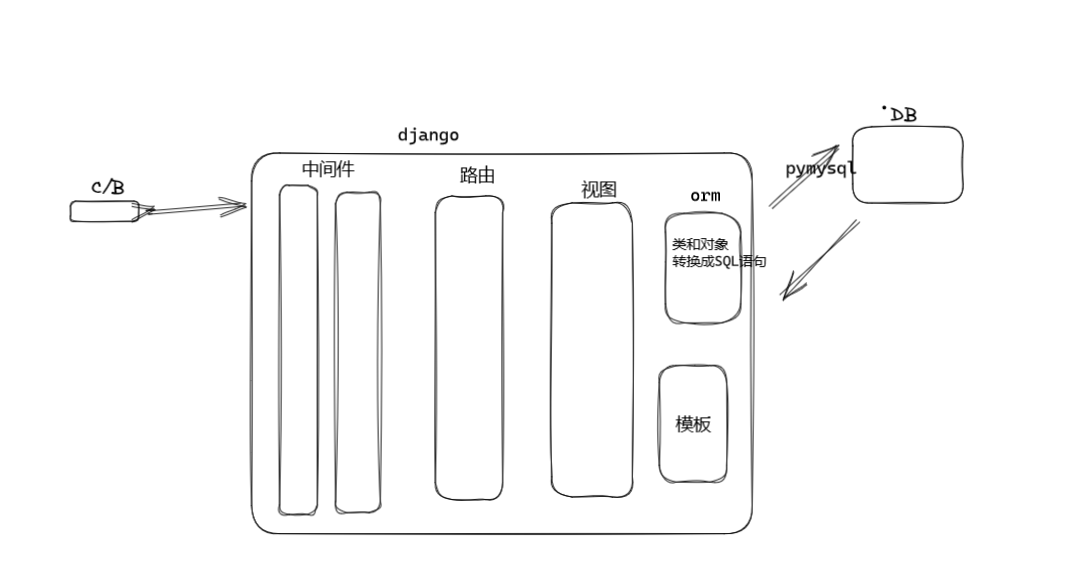 DB
django
中间件
路由
pymysql
C/B
视图
orm
类和对象
转换成SQL语句
模板